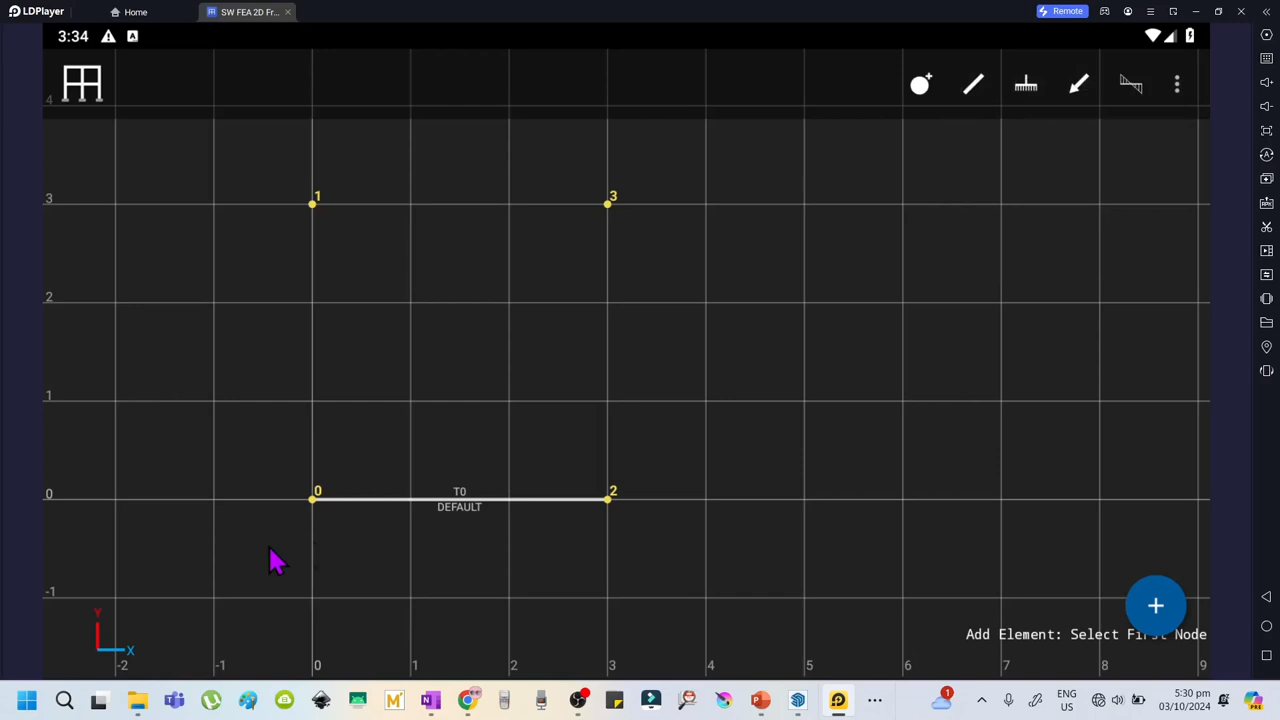 LDPlayer
Home
SW FEA 2D Fr...
Remote
3:34
4
3
2
1
0
-1
1
3
0
2
T0
DEFAULT
Y
X
Add Element: Select First Node
-2
-1
0
1
2
3
4
5
6
7
8
9
1
ENG
US
5:30 pm
03/10/2024